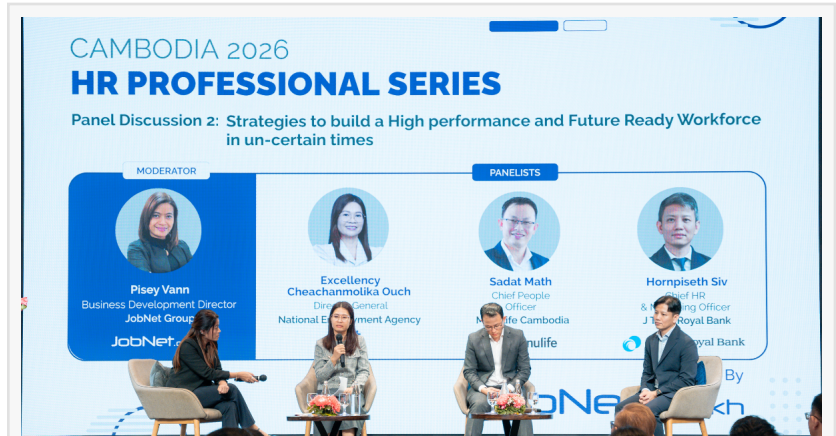 CAMBODIA 2026
HR PROFESSIONAL SERIES
Panel Discussion 2: Strategies to build a High performance and Future Ready Workforce
in un-certain times
MODERATOR
PANELISTS
Pisey Vann
Business Development Director
JobNet Group
JobNet
Excellency
Cheachanmolika Ouch
General
National
Agency
Sadat Math
Chief People
Officer
Cambodia
Hornpiseth Siv
Chief HR
& Officer
J Royal Bank
Royal Bank
By